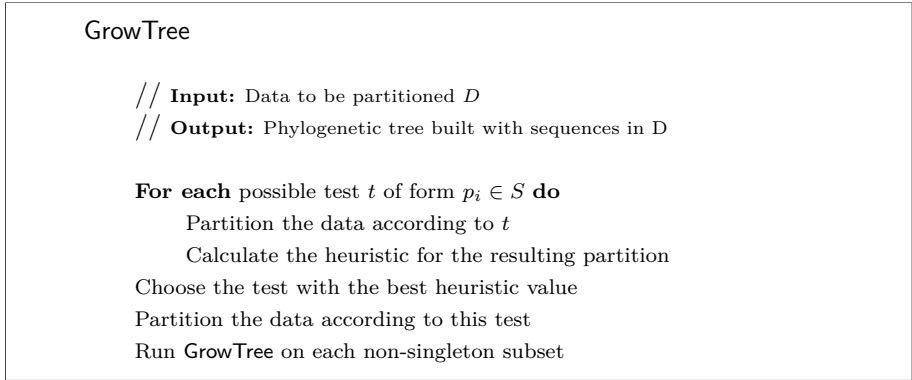 GrowTree
// Input: Data to be partitioned D
// Output: Phylogenetic tree built with sequences in D
For each possible test t of form p_i ∈ S do
Partition the data according to t
Calculate the heuristic for the resulting partition
Choose the test with the best heuristic value
Partition the data according to this test
Run GrowTree on each non-singleton subset